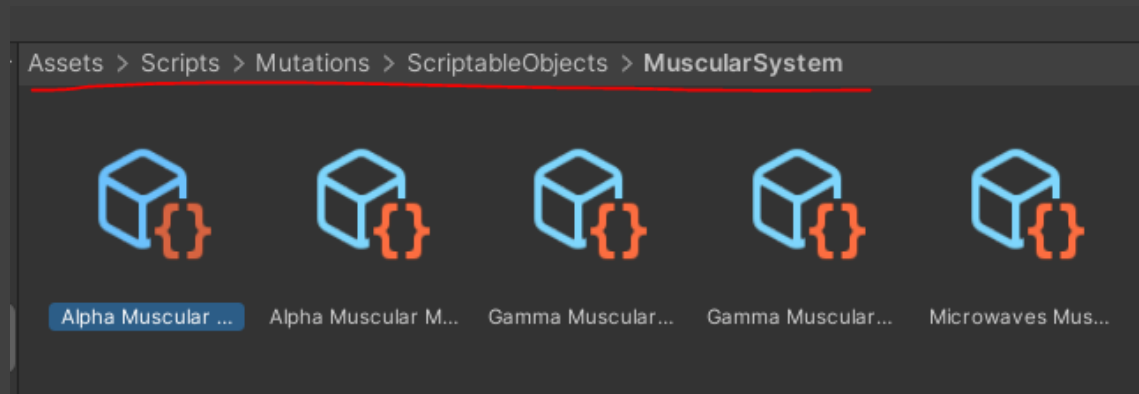 Assets > Scripts > Mutations > ScriptableObjects > MuscularSystem
Alpha Muscular ... Alpha Muscular M... Gamma Muscular... Gamma Muscular... Microwaves Mus...